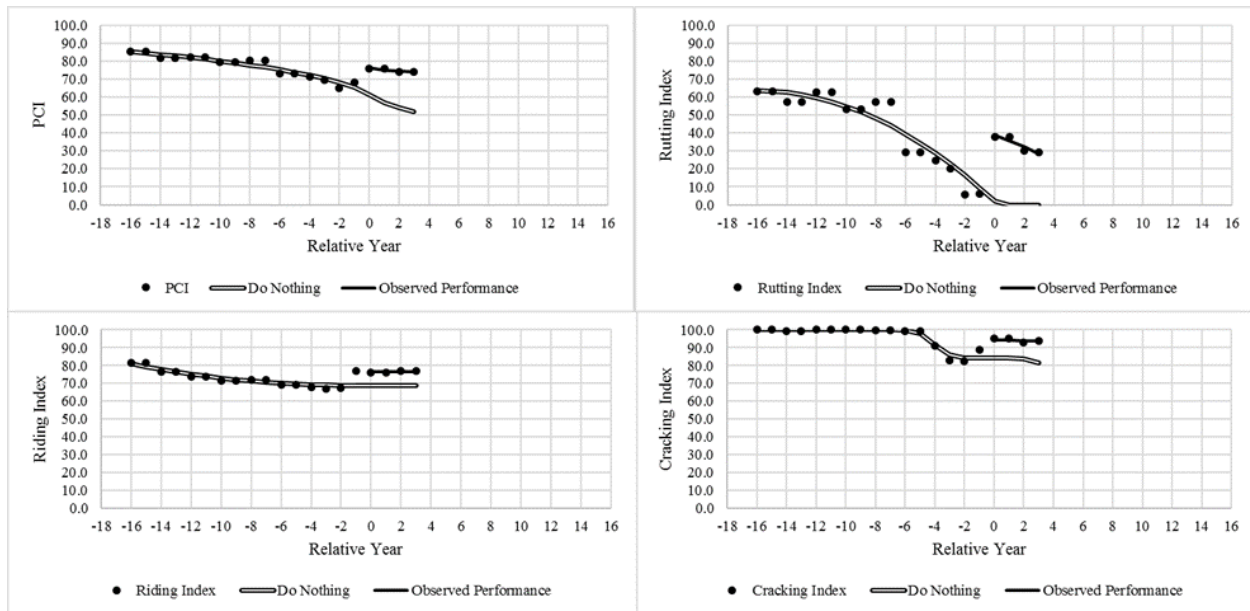 100.0
90.0
80.0
70.0
60.0
50.0
40.0
30.0
20.0
10.0
0.0
PCI
-18 -16 -14 -12 -10 -8 -6 -4 -2 0 2 4 6 8 10 12 14 16
Relative Year
PCI Do Nothing Observed Performance
100.0
90.0
80.0
70.0
60.0
50.0
40.0
30.0
20.0
10.0
0.0
Rutting Index
-18 -16 -14 -12 -10 -8 -6 -4 -2 0 2 4 6 8 10 12 14 16
Relative Year
Rutting Index Do Nothing Observed Performance
100.0
90.0
80.0
70.0
60.0
50.0
40.0
30.0
20.0
10.0
0.0
Riding Index
-18 -16 -14 -12 -10 -8 -6 -4 -2 0 2 4 6 8 10 12 14 16
Relative Year
Riding Index Do Nothing Observed Performance
100.0
90.0
80.0
70.0
60.0
50.0
40.0
30.0
20.0
10.0
0.0
Cracking Index
-18 -16 -14 -12 -10 -8 -6 -4 -2 0 2 4 6 8 10 12 14 16
Relative Year
Cracking Index Do Nothing Observed Performance